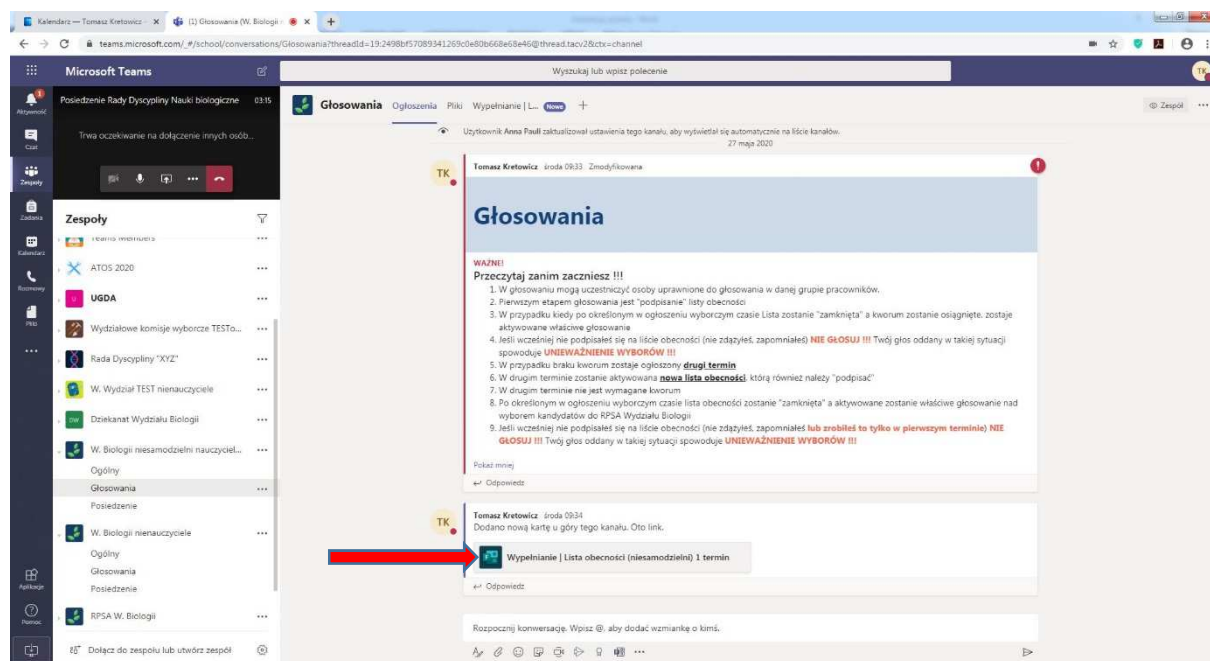 Kalendarz — Tomasz Kretowicz
(1) Głosowania (W. Biologii
teams.microsoft.com/_#/school/conversations/Głosowania?threadId=19:2498bf57089341269c0e80b668e68e46@thread.tacv2&ctx=channel
Microsoft Teams
Wyszukaj lub wpisz polecenie
TK
Aktywność
Czat
Zespoły
Zadania
Kalendarz
Rozmowy
Pliki
Aplikacje
Pomoc
Posiedzenie Rady Dyscypliny Nauki biologiczne 03:15
Trwa oczekiwanie na dołączenie innych osób...
Zespoły
Teams Members
ATOS 2020
U UGDA
Wydziałowe komisje wyborcze TESTo...
Rada Dyscypliny "XYZ"
W. Wydział TEST nienauczyciele
DW Dziekanat Wydziału Biologii
W. Biologii niesamodzielni nauczyciel...
Ogólny
Głosowania
Posiedzenie
W. Biologii nienauczyciele
Ogólny
Głosowania
Posiedzenie
RPSA W. Biologii
Dołącz do zespołu lub utwórz zespół
Głosowania Ogłoszenia Pliki Wypełnianie | L... Nowe +
Zespół
Użytkownik Anna Pauli zaktualizował ustawienia tego kanału, aby wyświetlał się automatycznie na liście kanałów.
27 maja 2020
TK
Tomasz Kretowicz środa 09:33 Zmodyfikowana
Głosowania
WAŻNE!
Przeczytaj zanim zaczniesz !!!
1. W głosowaniu mogą uczestniczyć osoby uprawnione do głosowania w danej grupie pracowników.
2. Pierwszym etapem głosowania jest "podpisanie" listy obecności
3. W przypadku kiedy po określonym w ogłoszeniu wyborczym czasie Lista zostanie "zamknięta" a kworum zostanie osiągnięte, zostaje
aktywowane właściwe głosowanie
4. Jeśli wcześniej nie podpisałeś się na liście obecności (nie zdążyłeś, zapomniałeś) NIE GŁOSUJ !!! Twój głos oddany w takiej sytuacji
spowoduje UNIEWAŻNIENIE WYBORÓW !!!
5. W przypadku braku kworum zostaje ogłoszony drugi termin
6. W drugim terminie zostanie aktywowana nowa lista obecności, którą również należy "podpisać"
7. W drugim terminie nie jest wymagane kworum
8. Po określonym w ogłoszeniu wyborczym czasie lista obecności zostanie "zamknięta" a aktywowane zostanie właściwe głosowanie nad
wyborem kandydatów do RPSA Wydziału Biologii
9. Jeśli wcześniej nie podpisałeś się na liście obecności (nie zdążyłeś, zapomniałeś lub zrobiłeś to tylko w pierwszym terminie) NIE
GŁOSUJ !!! Twój głos oddany w takiej sytuacji spowoduje UNIEWAŻNIENIE WYBORÓW !!!
Pokaż mniej
Odpowiedz
TK
Tomasz Kretowicz środa 09:34
Dodano nową kartę u góry tego kanału. Oto link.
Wypełnianie | Lista obecności (niesamodzielni) 1 termin
Odpowiedz
Rozpocznij konwersację. Wpisz @, aby dodać wzmiankę o kimś.